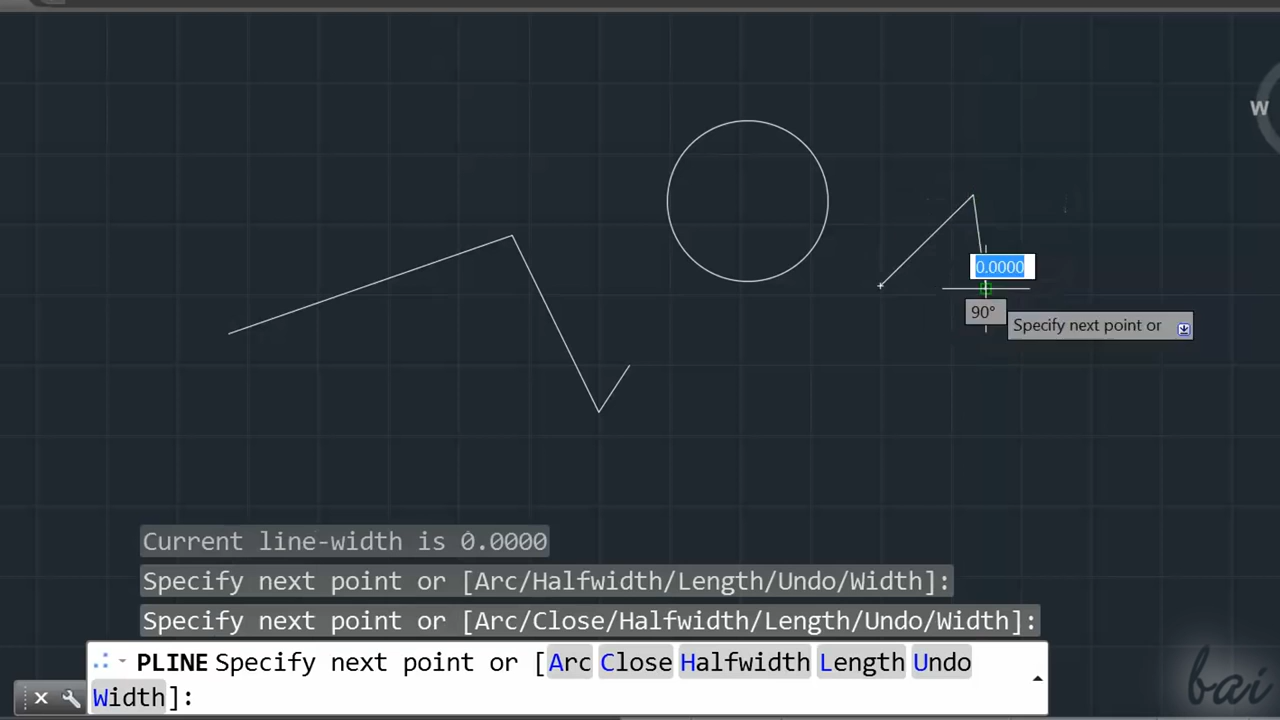 W
0.0000
90°
Specify next point or
Current line-width is 0.0000
Specify next point or [Arc/Halfwidth/Length/Undo/Width]:
Specify next point or [Arc/Close/Halfwidth/Length/Undo/Width]:
PLINE Specify next point or [Arc Close Halfwidth Length Undo
Width]:
bai